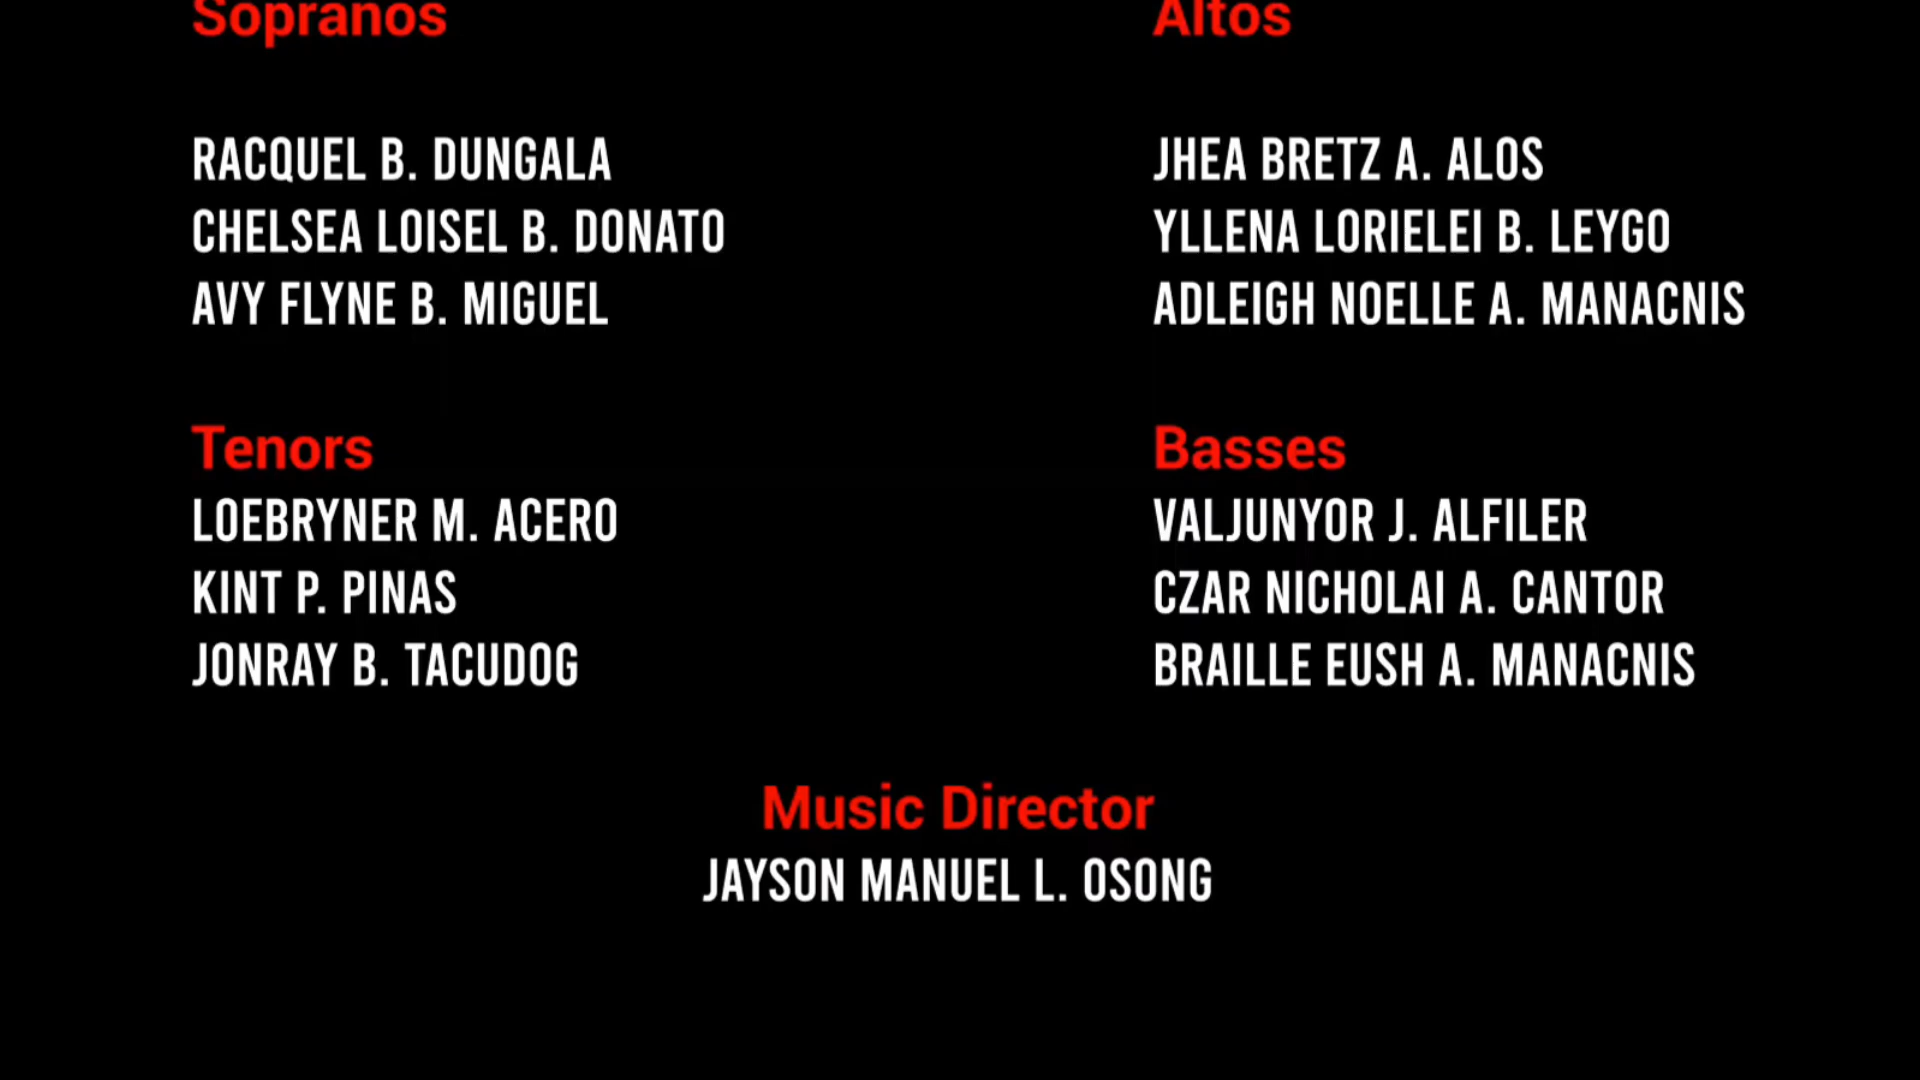 Sopranos
RACQUEL B. DUNGALA
CHELSEA LOISEL B. DONATO
AVY FLYNE B. MIGUEL
Altos
JHEA BRETZ A. ALOS
YLLENA LORIELEI B. LEYGO
ADLEIGH NOELLE A. MANACNIS
Tenors
LOEBRYNER M. ACERO
KINT P. PINAS
JONRAY B. TACUDOG
Basses
VALJUNYOR J. ALFILER
CZAR NICHOLAI A. CANTOR
BRAILLE EUSH A. MANACNIS
Music Director
JAYSON MANUEL L. OSONG